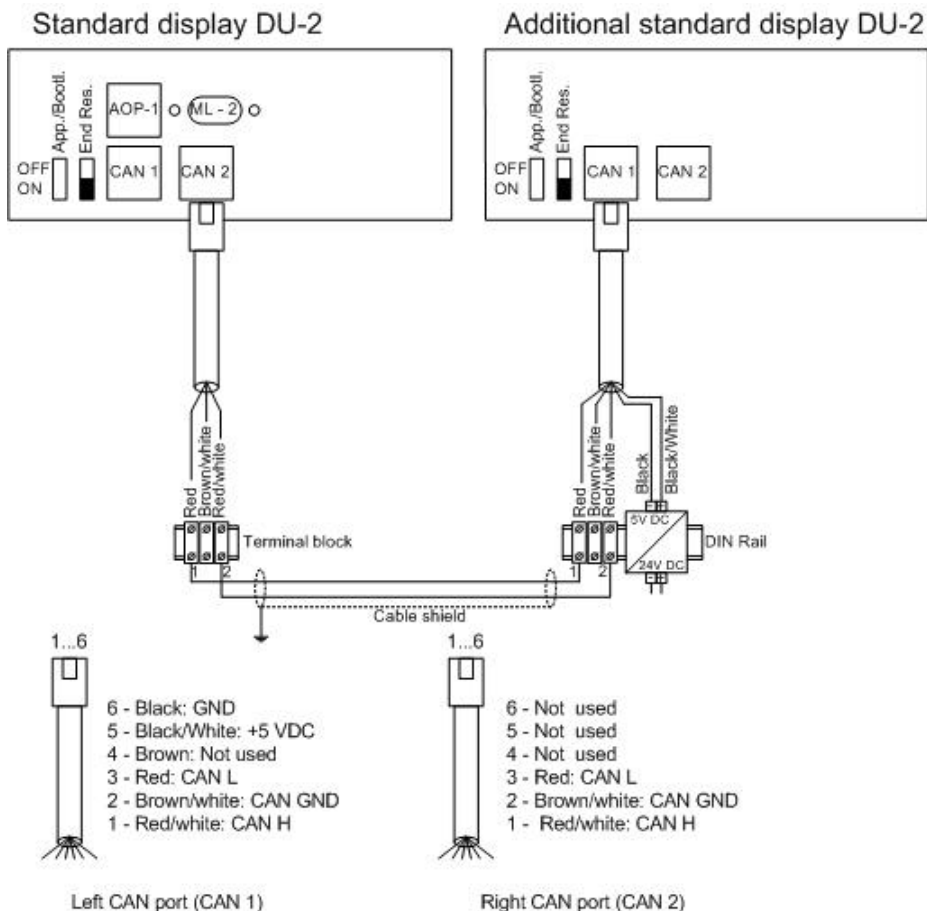 Standard display DU-2
Additional standard display DU-2
App./Bootl.
End Res.
AOP-1
ML - 2
OFF
ON
CAN 1
CAN 2
App./Bootl.
End Res.
OFF
ON
CAN 1
CAN 2
Red
Brown/white
Red/white
Terminal block
1
2
Red
Brown/white
Red/white
Black
Black/White
5V DC
24V DC
DIN Rail
1
2
Cable shield
1...6
6 - Black: GND
5 - Black/White: +5 VDC
4 - Brown: Not used
3 - Red: CAN L
2 - Brown/white: CAN GND
1 - Red/white: CAN H
Left CAN port (CAN 1)
1...6
6 - Not used
5 - Not used
4 - Not used
3 - Red: CAN L
2 - Brown/white: CAN GND
1 - Red/white: CAN H
Right CAN port (CAN 2)